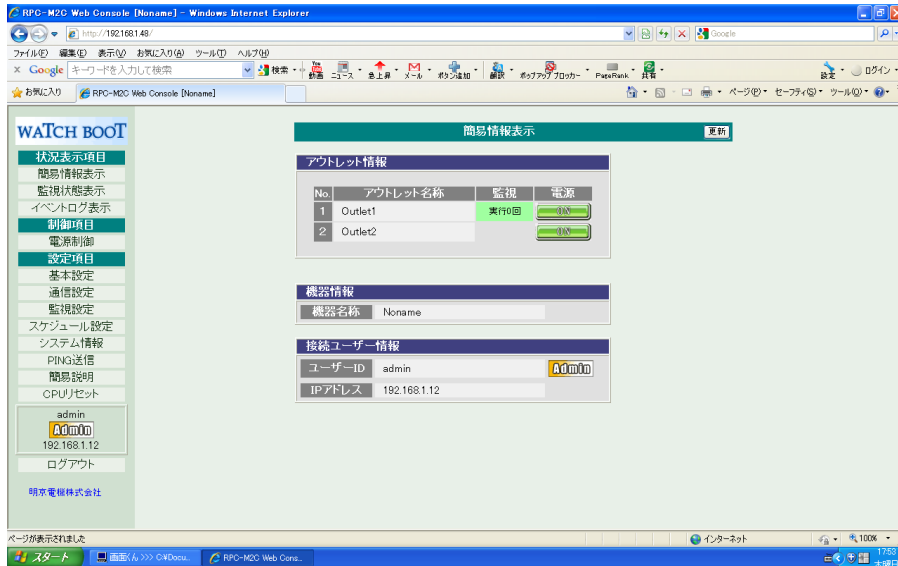 RPC-M2C Web Console [Noname] - Windows Internet Explorer
http://192.168.1.48/
Google
ファイル(F) 編集(E) 表示(V) お気に入り(A) ツール(T) ヘルプ(H)
x Google キーワードを入力して検索 検索 You 動画 ニュース 急上昇 メール ボタン追加 翻訳 ポップアップブロッカー PageRank 共有 設定 ログイン
お気に入り RPC-M2C Web Console [Noname] ページ(P) セーフティ(S) ツール(O)
WATCH BOOT
簡易情報表示 更新
状況表示項目
簡易情報表示
監視状態表示
イベントログ表示
制御項目
電源制御
設定項目
基本設定
通信設定
監視設定
スケジュール設定
システム情報
PING送信
簡易説明
CPUリセット
admin
Admin
192.168.1.12
ログアウト
明京電機株式会社
アウトレット情報
No. アウトレット名称 監視 電源
1 Outlet1 実行0回 ON
2 Outlet2 ON
機器情報
機器名称 Noname
接続ユーザー情報
ユーザーID admin Admin
IPアドレス 192.168.1.12
ページが表示されました インターネット 100%
スタート 画面くん >>> C:¥Docu... RPC-M2C Web Cons... 17:53
木曜日